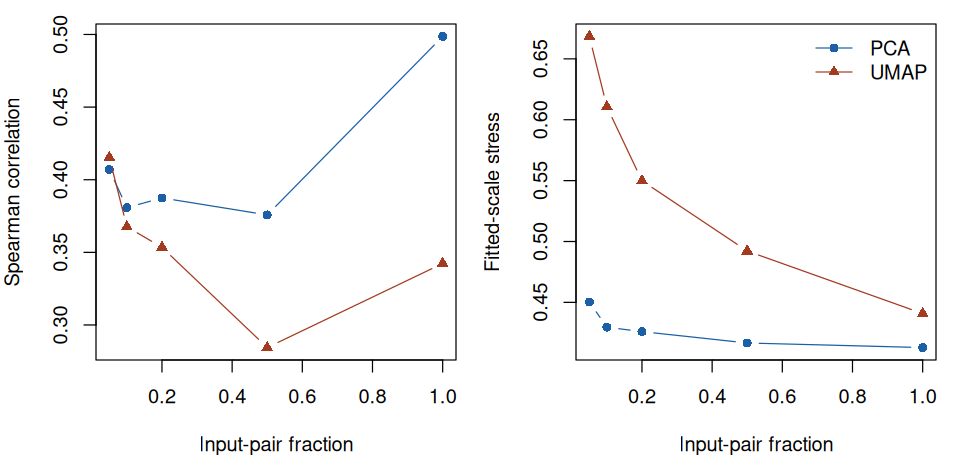 Spearman correlation
0.50
0.45
0.40
0.35
0.30
0.2 0.4 0.6 0.8 1.0
Input-pair fraction
Fitted-scale stress
0.65
0.60
0.55
0.50
0.45
PCA
UMAP
0.2 0.4 0.6 0.8 1.0
Input-pair fraction